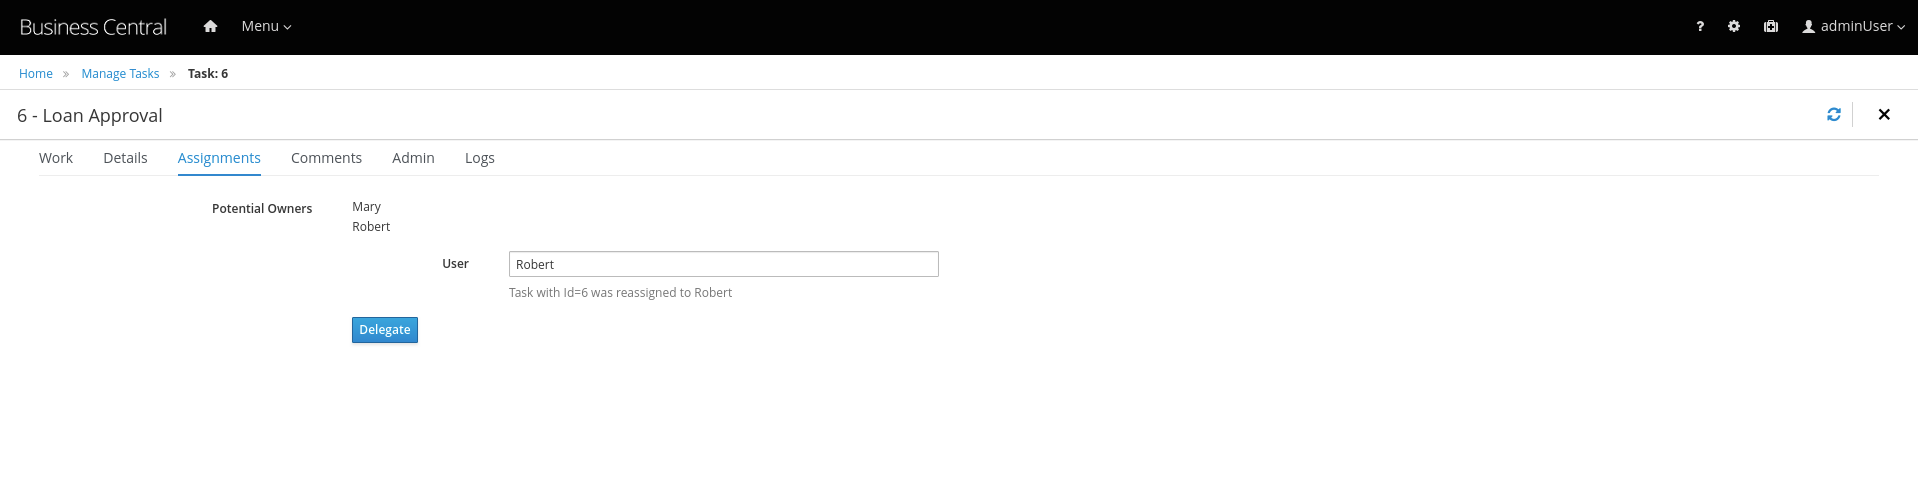 Business Central Menu ? adminUser
Home » Manage Tasks » Task: 6
6 - Loan Approval
Work Details Assignments Comments Admin Logs
Potential Owners Mary
Robert
User Robert
Task with Id=6 was reassigned to Robert
Delegate